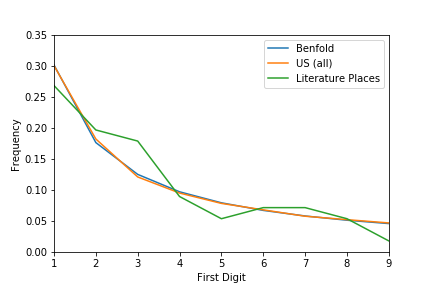 0.35
0.30
0.25
0.20
0.15
0.10
0.05
0.00
Frequency
Benfold
US (all)
Literature Places
1 2 3 4 5 6 7 8 9
First Digit